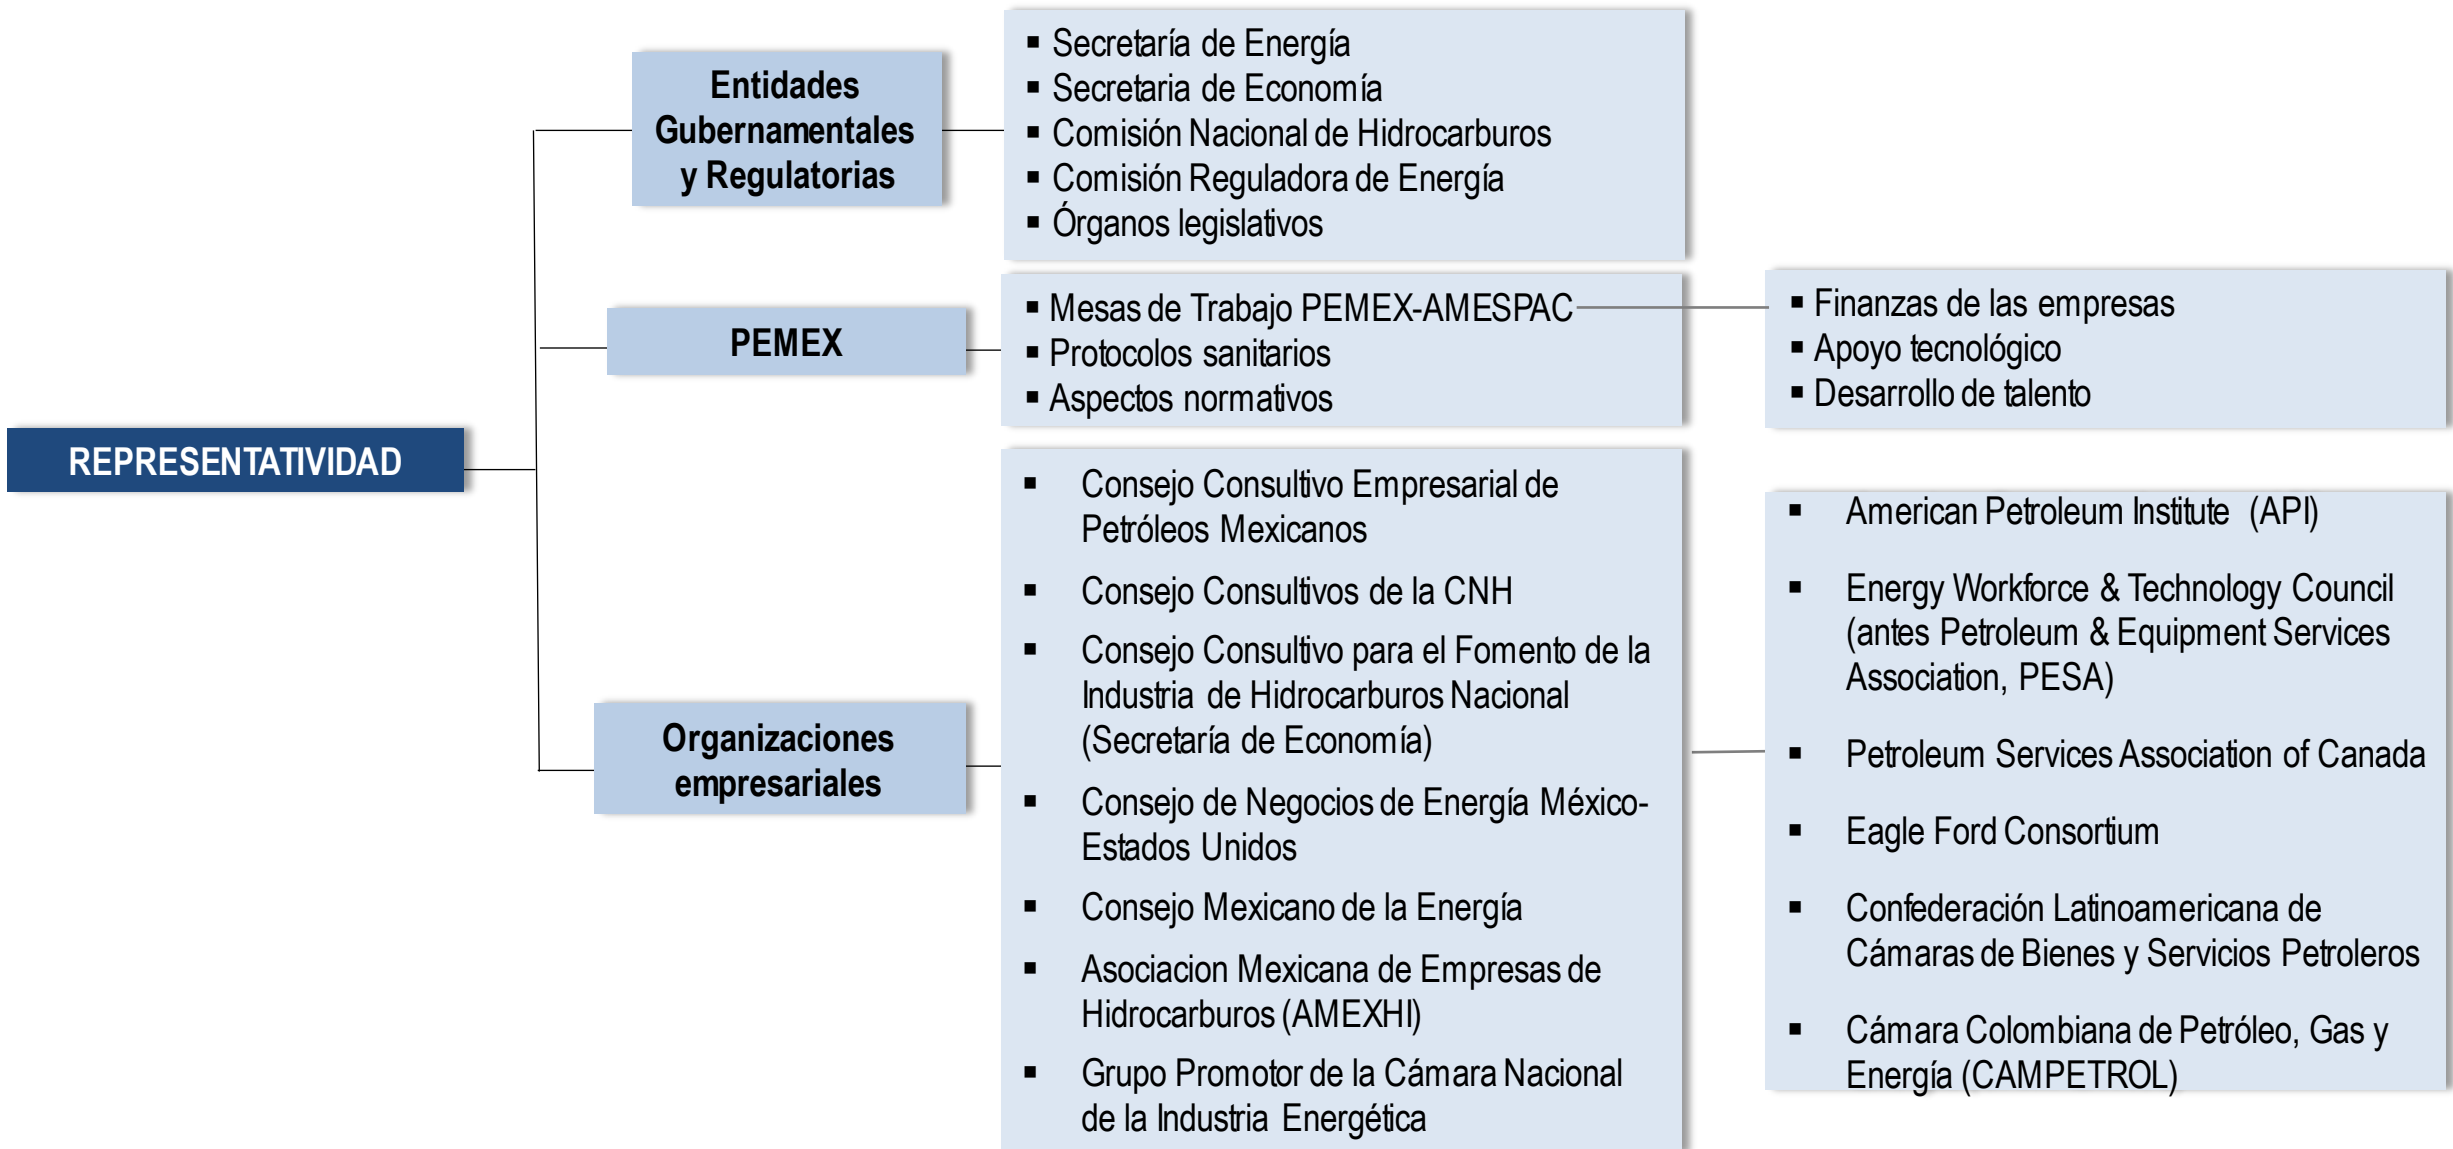 REPRESENTATIVIDAD
Entidades
Gubernamentales
y Regulatorias
▪ Secretaría de Energía
▪ Secretaria de Economía
▪ Comisión Nacional de Hidrocarburos
▪ Comisión Reguladora de Energía
▪ Órganos legislativos
PEMEX
▪ Mesas de Trabajo PEMEX-AMESPAC
▪ Protocolos sanitarios
▪ Aspectos normativos
▪ Finanzas de las empresas
▪ Apoyo tecnológico
▪ Desarrollo de talento
Organizaciones
empresariales
▪ Consejo Consultivo Empresarial de
Petróleos Mexicanos
▪ Consejo Consultivos de la CNH
▪ Consejo Consultivo para el Fomento de la
Industria de Hidrocarburos Nacional
(Secretaría de Economía)
▪ Consejo de Negocios de Energía México-
Estados Unidos
▪ Consejo Mexicano de la Energía
▪ Asociacion Mexicana de Empresas de
Hidrocarburos (AMEXHI)
▪ Grupo Promotor de la Cámara Nacional
de la Industria Energética
▪ American Petroleum Institute (API)
▪ Energy Workforce & Technology Council
(antes Petroleum & Equipment Services
Association, PESA)
▪ Petroleum Services Association of Canada
▪ Eagle Ford Consortium
▪ Confederación Latinoamericana de
Cámaras de Bienes y Servicios Petroleros
▪ Cámara Colombiana de Petróleo, Gas y
Energía (CAMPETROL)